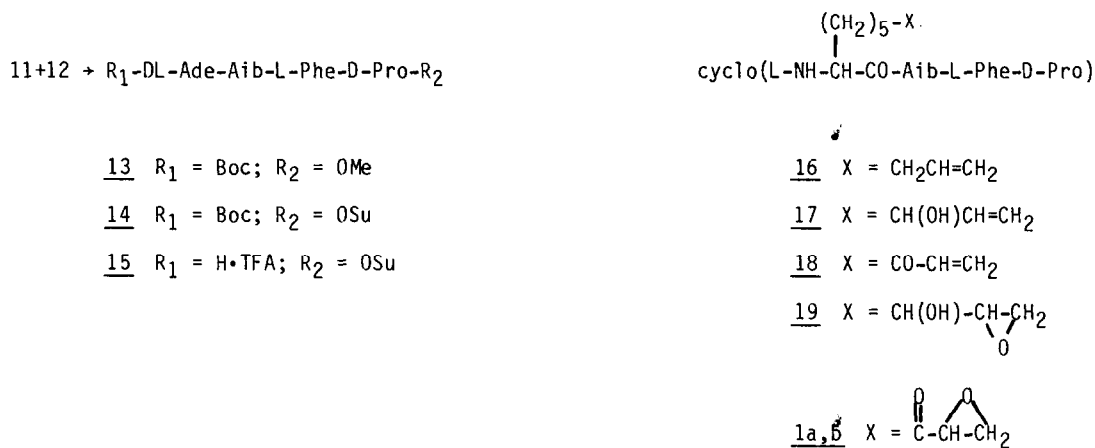 (CH2)5-X
11+12 → R1-DL-Ade-Aib-L-Phe-D-Pro-R2
cyclo(L-NH-CH-CO-Aib-L-Phe-D-Pro)
13 R1 = Boc; R2 = OMe
14 R1 = Boc; R2 = OSu
15 R1 = H•TFA; R2 = OSu
16 X = CH2CH=CH2
17 X = CH(OH)CH=CH2
18 X = CO-CH=CH2
19 X = CH(OH)-CH-CH2
O
O O
1a,b X = C-CH-CH2